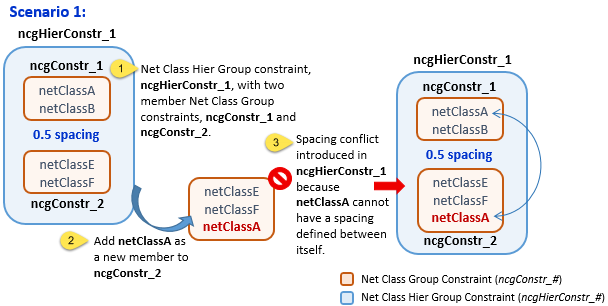 Scenario 1:
ncgHierConstr_1
ncgConstr_1
netClassA
netClassB
0.5 spacing
netClassE
netClassF
ncgConstr_2
1
Net Class Hier Group constraint,
ncgHierConstr_1, with two
member Net Class Group
constraints, ncgConstr_1 and
ncgConstr_2.
2
Add netClassA as
a new member to
ncgConstr_2
netClassE
netClassF
netClassA
3
Spacing conflict
introduced in
ncgHierConstr_1
because
netClassA cannot
have a spacing
defined between
itself.
ncgHierConstr_1
ncgConstr_1
netClassA
netClassB
0.5 spacing
netClassE
netClassF
netClassA
ncgConstr_2
Net Class Group Constraint (ncgConstr_#)
Net Class Hier Group Constraint (ncgHierConstr_#)